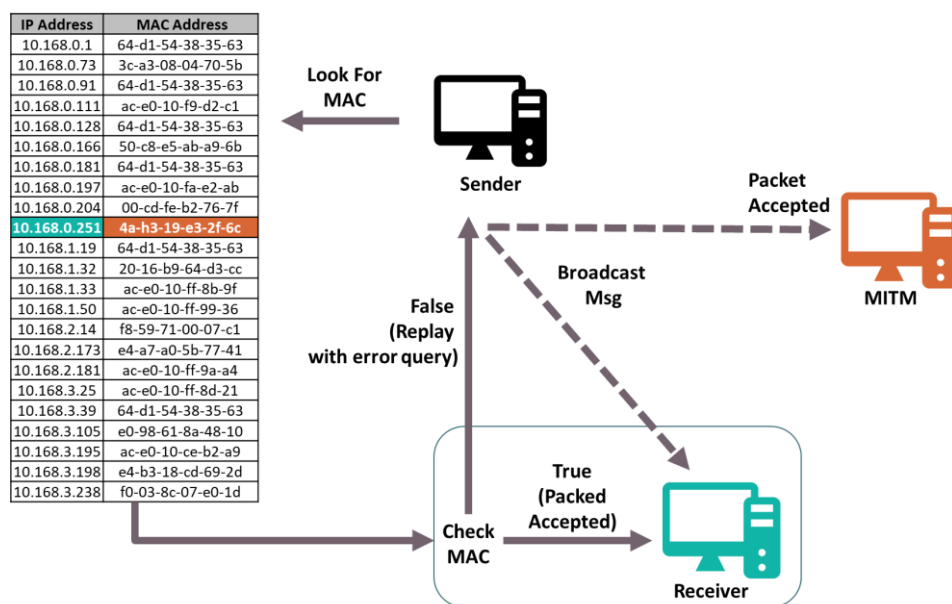 IP Address MAC Address
10.168.0.1 64-d1-54-38-35-63
10.168.0.73 3c-a3-08-04-70-5b
10.168.0.91 64-d1-54-38-35-63
10.168.0.111 ac-e0-10-f9-d2-c1
10.168.0.128 64-d1-54-38-35-63
10.168.0.166 50-c8-e5-ab-a9-6b
10.168.0.181 64-d1-54-38-35-63
10.168.0.197 ac-e0-10-fa-e2-ab
10.168.0.204 00-cd-fe-b2-76-7f
10.168.0.251 4a-h3-19-e3-2f-6c
10.168.1.19 64-d1-54-38-35-63
10.168.1.32 20-16-b9-64-d3-cc
10.168.1.33 ac-e0-10-ff-8b-9f
10.168.1.50 ac-e0-10-ff-99-36
10.168.2.14 f8-59-71-00-07-c1
10.168.2.173 e4-a7-a0-5b-77-41
10.168.2.181 ac-e0-10-ff-9a-a4
10.168.3.25 ac-e0-10-ff-8d-21
10.168.3.39 64-d1-54-38-35-63
10.168.3.105 e0-98-61-8a-48-10
10.168.3.195 ac-e0-10-ce-b2-a9
10.168.3.198 e4-b3-18-cd-69-2d
10.168.3.238 f0-03-8c-07-e0-1d
Look For
MAC
Sender
Packet
Accepted
MITM
Broadcast
Msg
False
(Replay
with error query)
True
(Packed
Accepted)
Check
MAC
Receiver